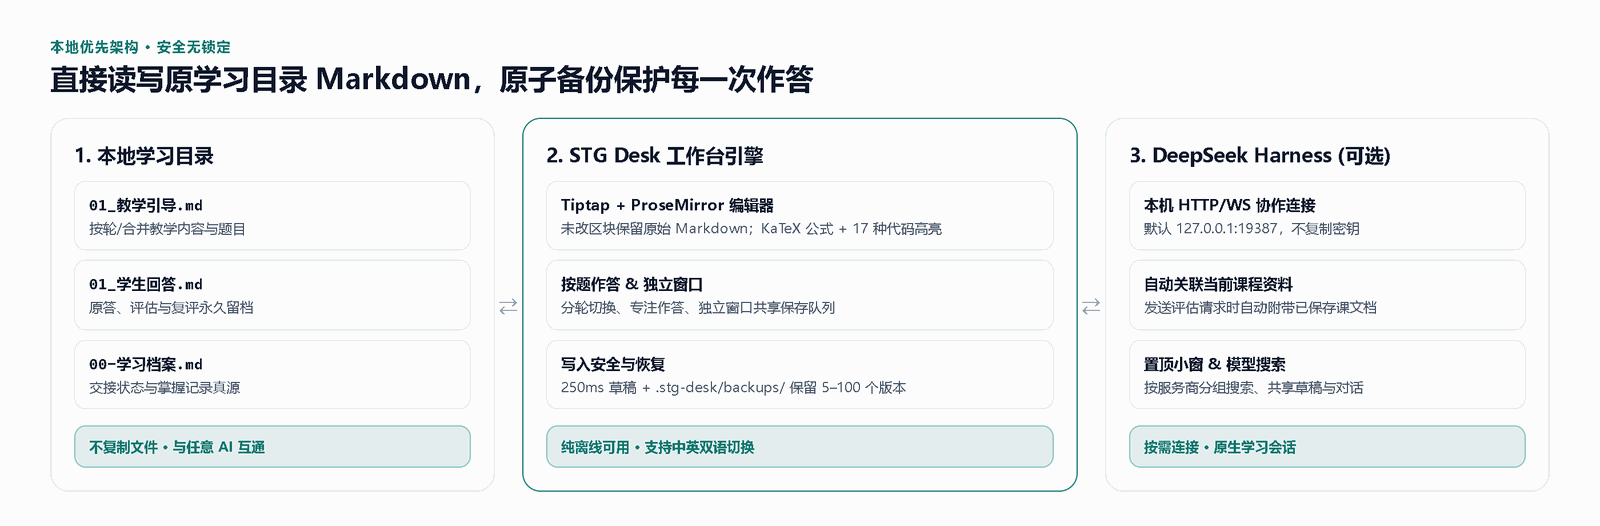 本地优先架构 • 安全无锁定
直接读写原学习目录 Markdown，原子备份保护每一次作答
1. 本地学习目录
01_教学引导.md
按轮/合并教学内容与题目
01_学生回答.md
原答、评估与复评永久留档
00-学习档案.md
交接状态与掌握记录真源
不复制文件 • 与任意 AI 互通
⇄
2. STG Desk 工作台引擎
Tiptap + ProseMirror 编辑器
未改区块保留原始 Markdown；KaTeX 公式 + 17 种代码高亮
按题作答 & 独立窗口
分轮切换、专注作答、独立窗口共享保存队列
写入安全与恢复
250ms 草稿 + .stg-desk/backups/ 保留 5–100 个版本
纯离线可用 • 支持中英双语切换
⇄
3. DeepSeek Harness (可选)
本机 HTTP/WS 协作连接
默认 127.0.0.1:19387，不复制密钥
自动关联当前课程资料
发送评估请求时自动附带已保存课文档
置顶小窗 & 模型搜索
按服务商分组搜索、共享草稿与对话
按需连接 • 原生学习会话